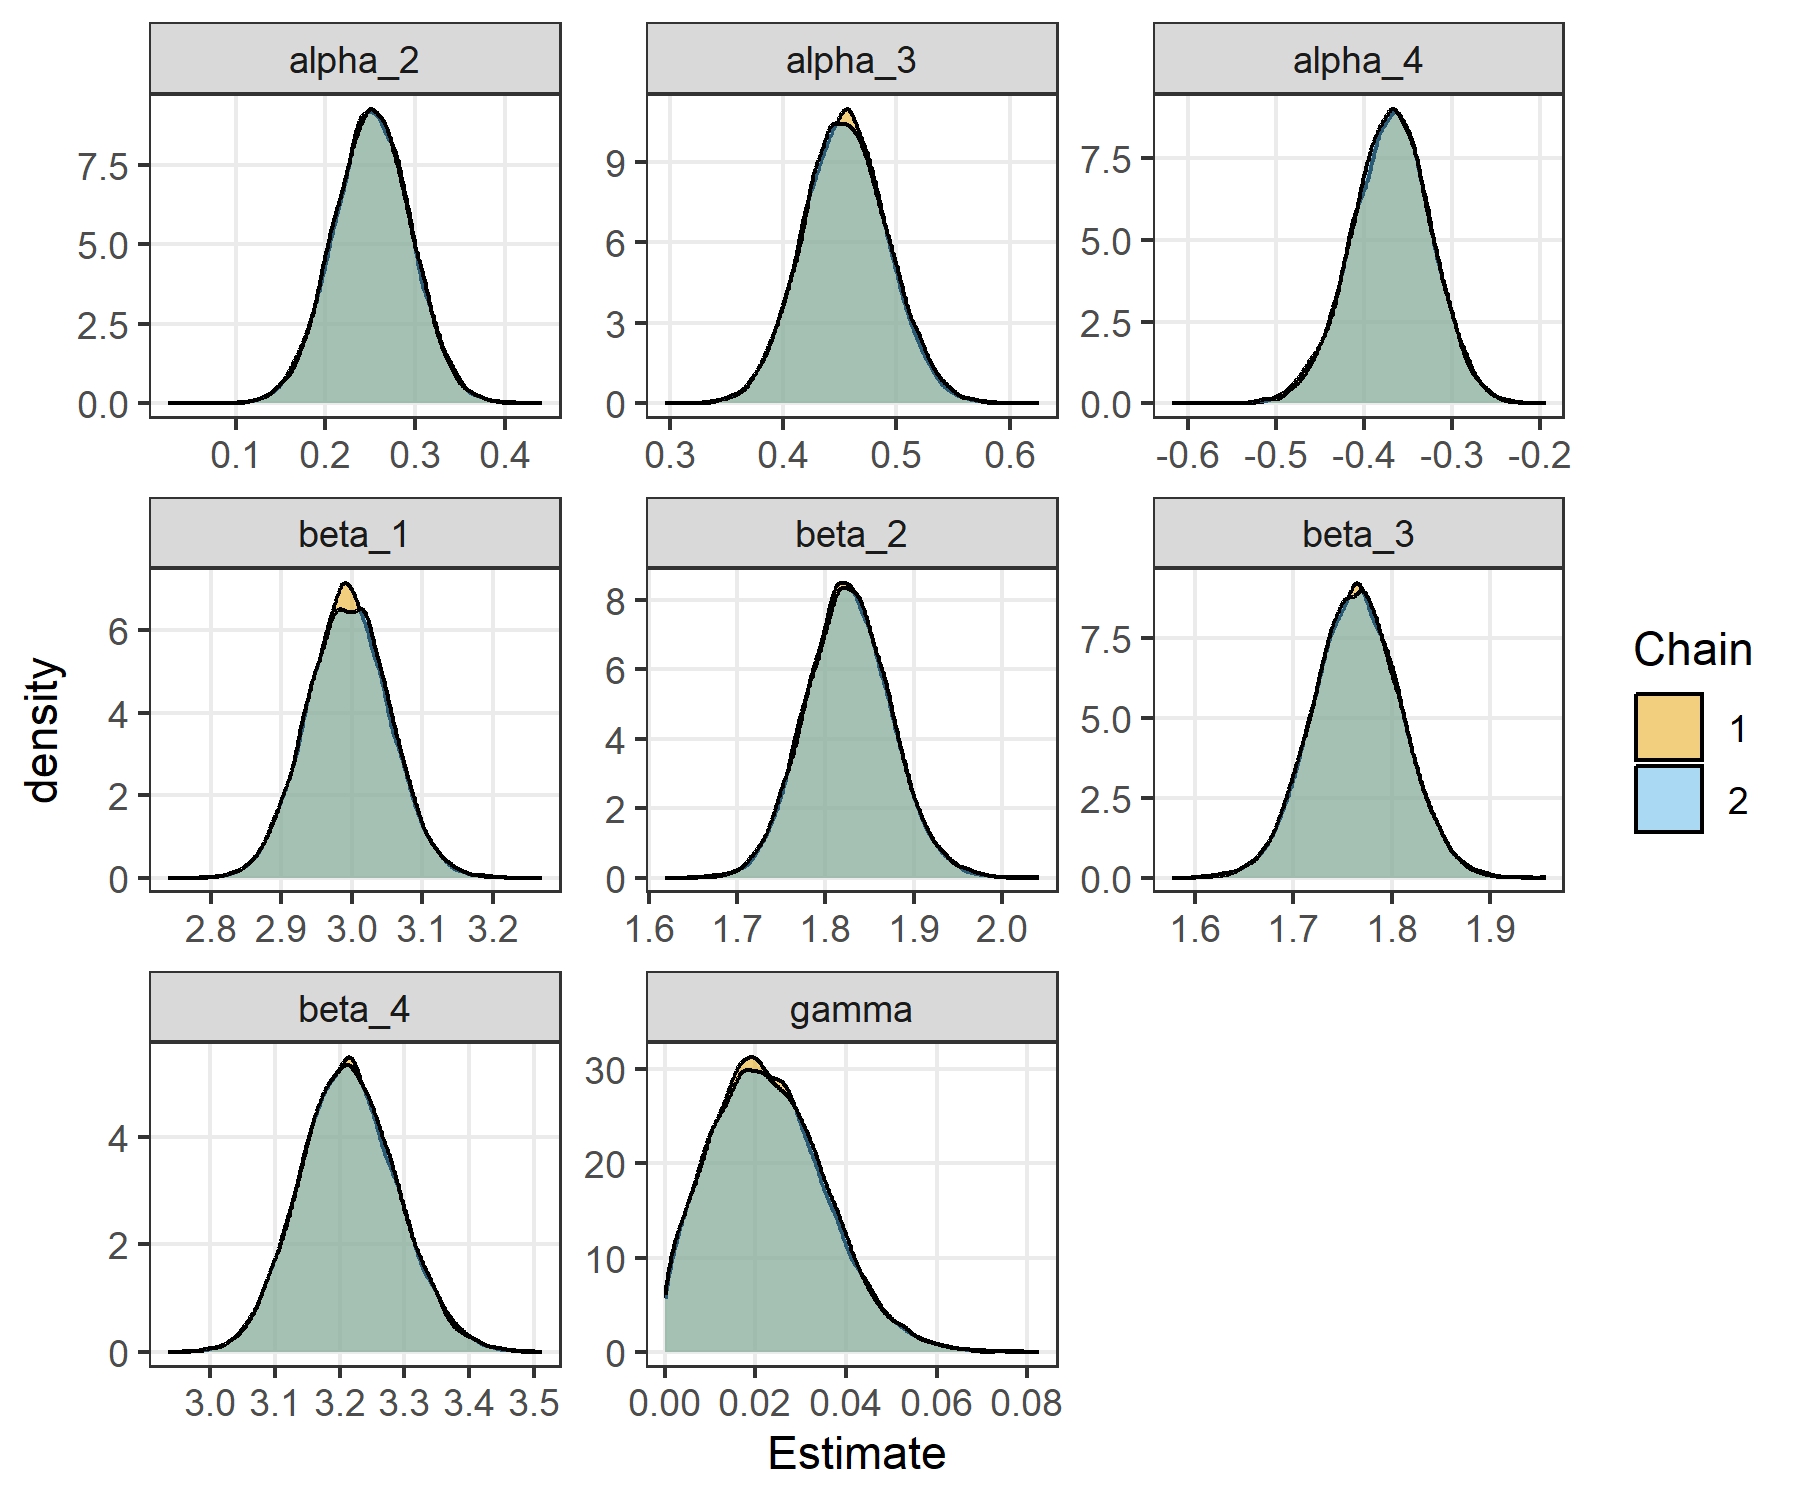 alpha_2 alpha_3 alpha_4
7.5 9 7.5
5.0 6 5.0
2.5 3 2.5
0.0 0 0.0
0.1 0.2 0.3 0.4 0.3 0.4 0.5 0.6 -0.6 -0.5 -0.4 -0.3 -0.2
beta_1 beta_2 beta_3
6 8 7.5
4 6 5.0
2 4 2.5
0 2 0.0
0
2.8 2.9 3.0 3.1 3.2 1.6 1.7 1.8 1.9 2.0 1.6 1.7 1.8 1.9
beta_4 gamma
4 30
2 20
0 10
0
3.0 3.1 3.2 3.3 3.4 3.5 0.00 0.02 0.04 0.06 0.08
Estimate
density
Chain
1
2